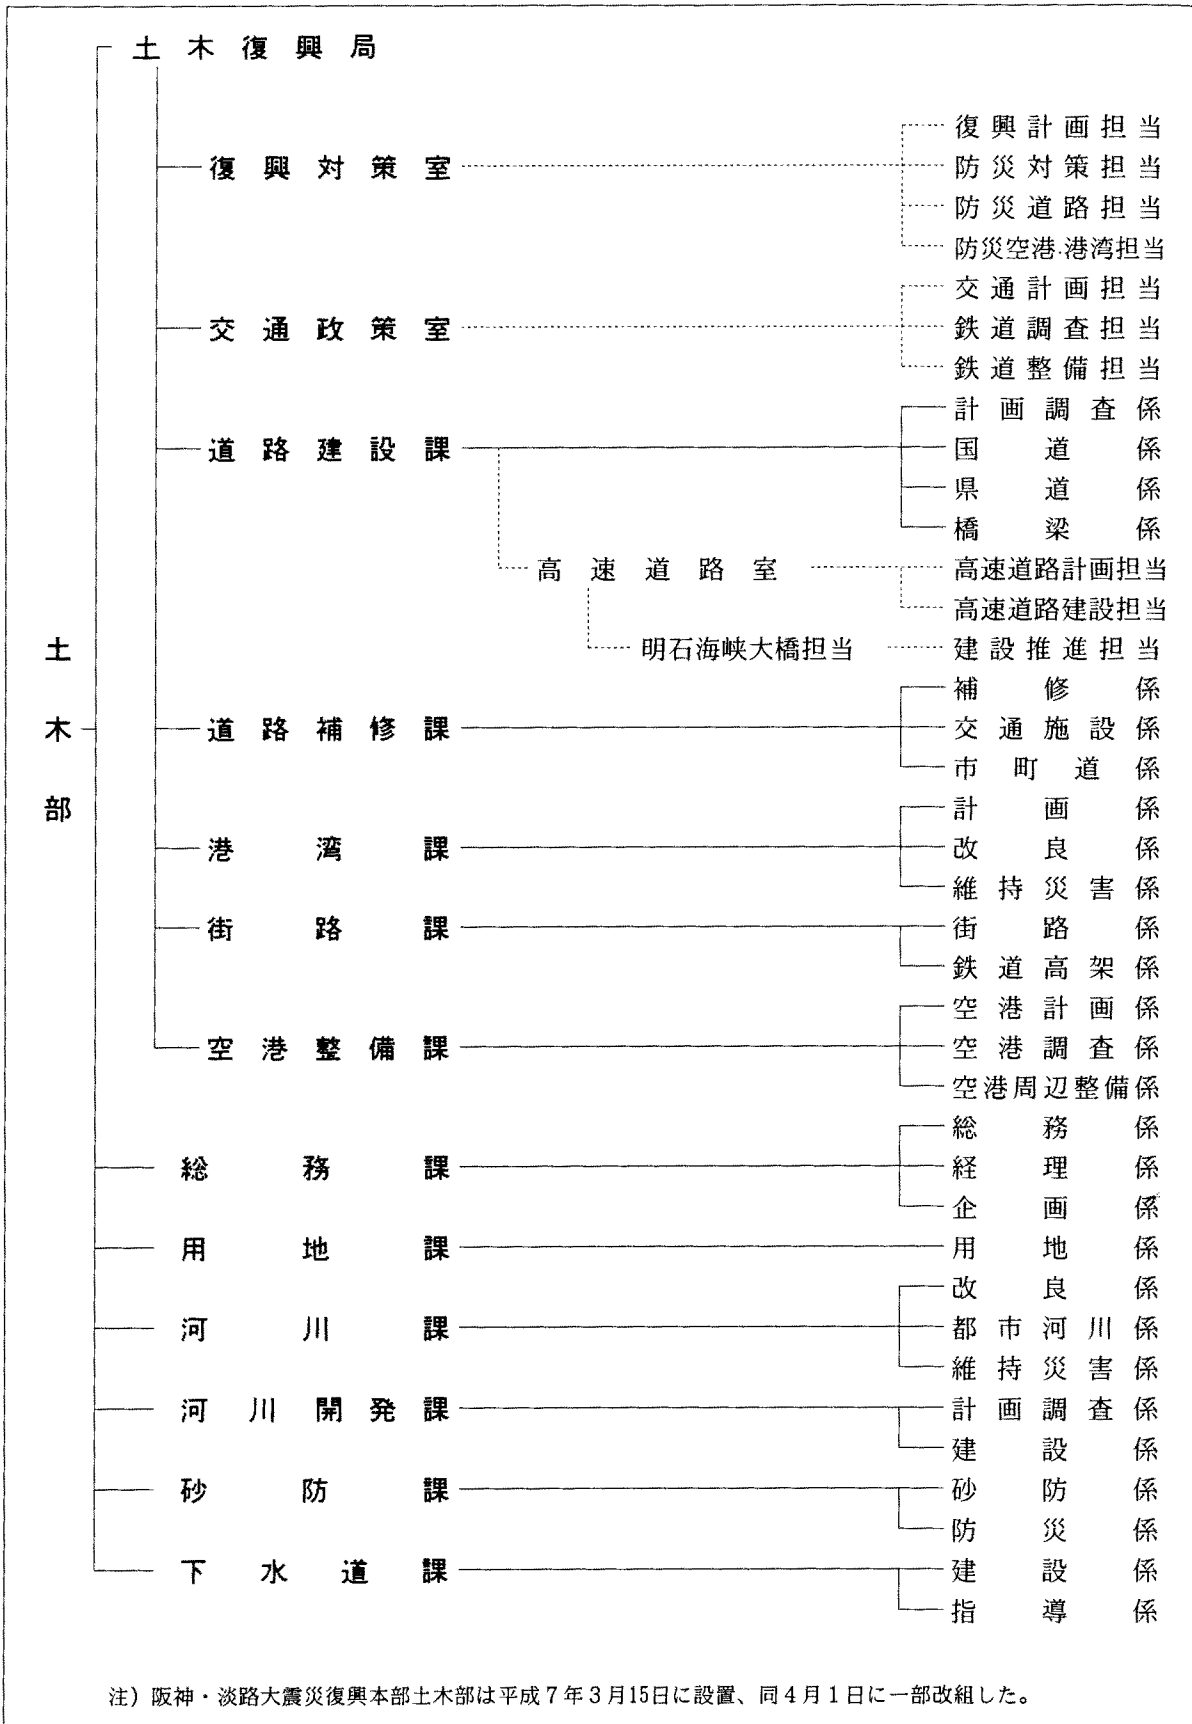 土木復興局
復興計画担当
復興対策室 防災対策担当
防災道路担当
防災空港.港湾担当
交通計画担当
交通政策室 鉄道調査担当
鉄道整備担当
計画調査係
道路建設課 国道係
県道係
橋梁係
高速道路室 高速道路計画担当
高速道路建設担当
明石海峡大橋担当 建設推進担当
土木部
補修係
道路補修課 交通施設係
市町道係
計画係
港湾課 改良係
維持災害係
街路課 街路係
鉄道高架係
空港計画係
空港整備課 空港調査係
空港周辺整備係
総務係
総務課 経理係
企画係
用地課 用地係
改良係
河川課 都市河川係
維持災害係
河川開発課 計画調査係
建設係
砂防課 砂防係
防災係
下水道課 建設係
指導係
注）阪神・淡路大震災復興本部土木部は平成７年３月15日に設置、同４月１日に一部改組した。